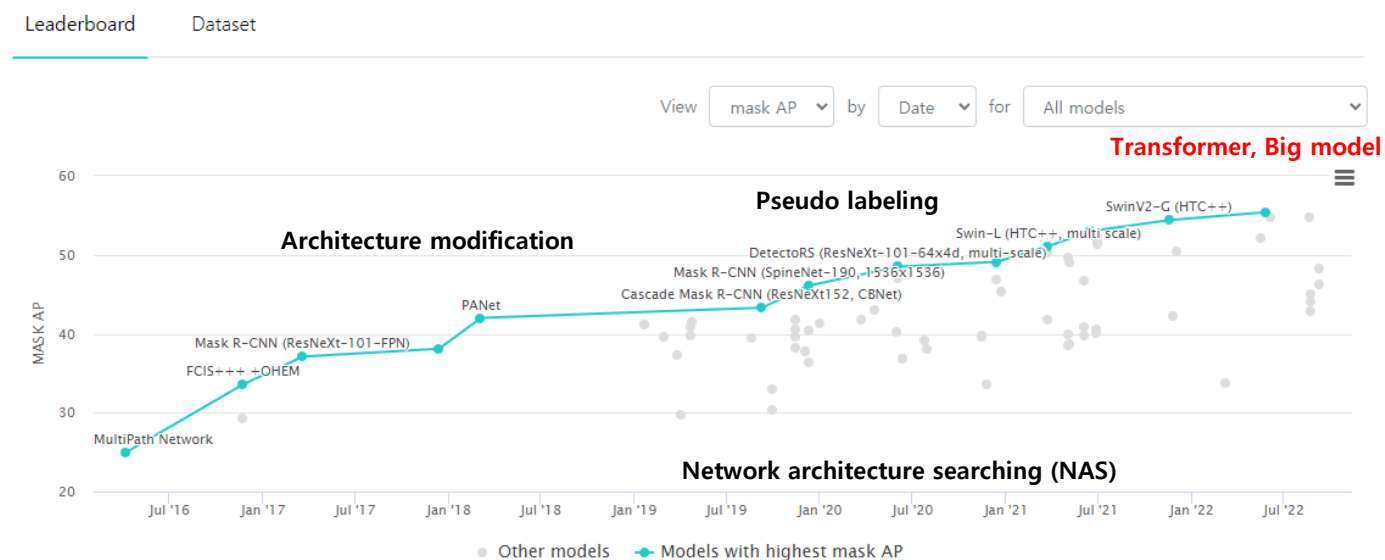 Leaderboard Dataset
View mask AP by Date for All models
Transformer, Big model
60
Pseudo labeling
SwinV2-G (HTC++)
Architecture modification
Swin-L (HTC++, multi scale)
50
DetectoRS (ResNeXt-101-64x4d, multi-scale)
Mask R-CNN (SpineNet-190, 1536x1536)
Cascade Mask R-CNN (ResNeXt152, CBNet)
PANet
MASK AP
40
Mask R-CNN (ResNeXt-101-FPN)
FCIS+++ +OHEM
30
MultiPath Network
Network architecture searching (NAS)
20
Jul '16 Jan '17 Jul '17 Jan '18 Jul '18 Jan '19 Jul '19 Jan '20 Jul '20 Jan '21 Jul '21 Jan '22 Jul '22
Other models Models with highest mask AP